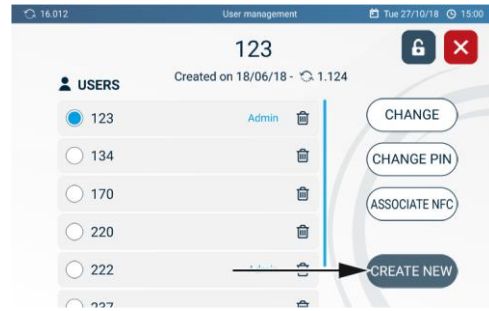 16.012 User management Tue 27/10/18 15:00
123
Created on 18/06/18 - 1.124
USERS
123 Admin
134
170
220
222
237
CHANGE
CHANGE PIN
ASSOCIATE NFC
CREATE NEW